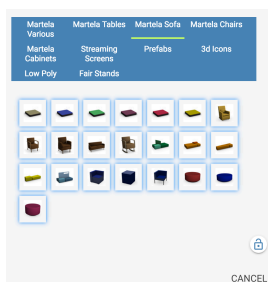 Martela Various
Martela Tables
Martela Sofa
Martela Chairs
Martela Cabinets
Streaming Screens
Prefabs
3d Icons
Low Poly
Fair Stands
CANCEL